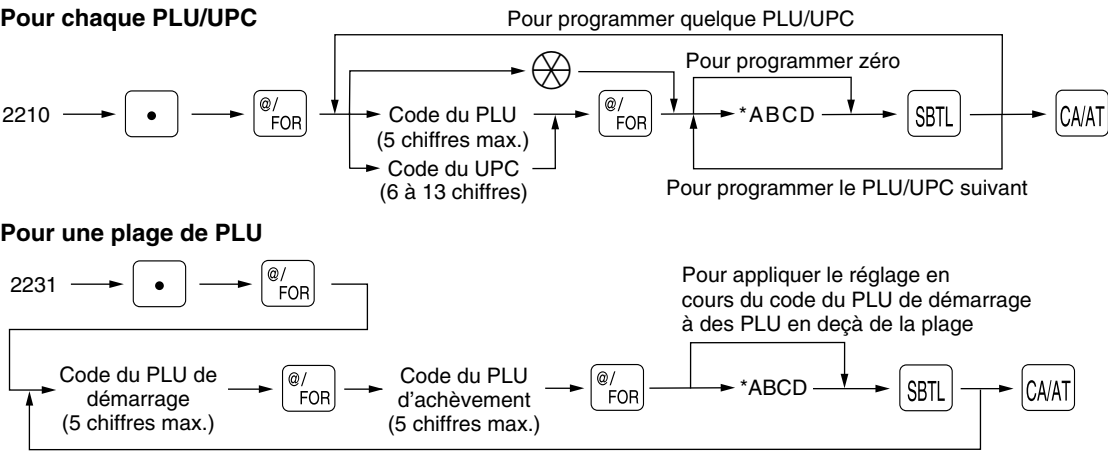 Pour chaque PLU/UPC
Pour programmer quelque PLU/UPC
Pour programmer zéro
2210 • @/FOR Code du PLU @/FOR *ABCD SBTL CA/AT
(5 chiffres max.)
Code du UPC
(6 à 13 chiffres)
Pour programmer le PLU/UPC suivant
Pour une plage de PLU
2231 • @/FOR
Pour appliquer le réglage en
cours du code du PLU de démarrage
à des PLU en deçà de la plage
Code du PLU de
démarrage
(5 chiffres max.)
@/FOR
Code du PLU
d'achèvement
(5 chiffres max.)
@/FOR *ABCD SBTL CA/AT